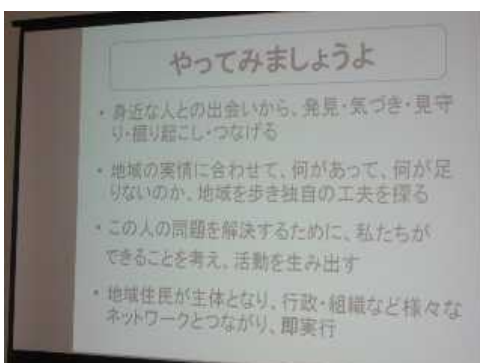 やってみましょうよ
・身近な人との出会いから、発見・気づき・見守
り・掘り起こし・つなげる
・地域の実情に合わせて、何があって、何が足
りないのか、地域を歩き独自の工夫を探る
・この人の問題を解決するために、私たちが
できることを考え、活動を生み出す
・地域住民が主体となり、行政・組織など様々な
ネットワークとつながり、即実行